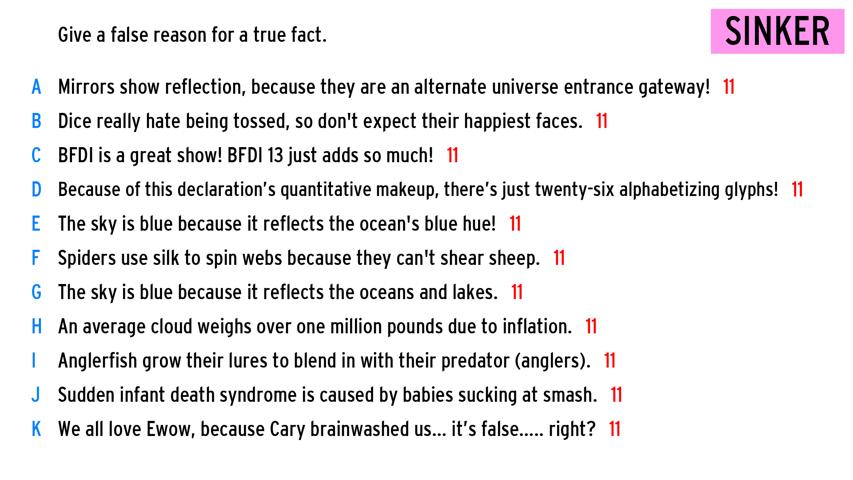 Give a false reason for a true fact.
SINKER
A Mirrors show reflection, because they are an alternate universe entrance gateway! 11
B Dice really hate being tossed, so don't expect their happiest faces. 11
C BFDI is a great show! BFDI 13 just adds so much! 11
D Because of this declaration's quantitative makeup, there's just twenty-six alphabetizing glyphs! 11
E The sky is blue because it reflects the ocean's blue hue! 11
F Spiders use silk to spin webs because they can't shear sheep. 11
G The sky is blue because it reflects the oceans and lakes. 11
H An average cloud weighs over one million pounds due to inflation. 11
I Anglerfish grow their lures to blend in with their predator (anglers). 11
J Sudden infant death syndrome is caused by babies sucking at smash. 11
K We all love Ewow, because Cary brainwashed us... it's false..... right? 11